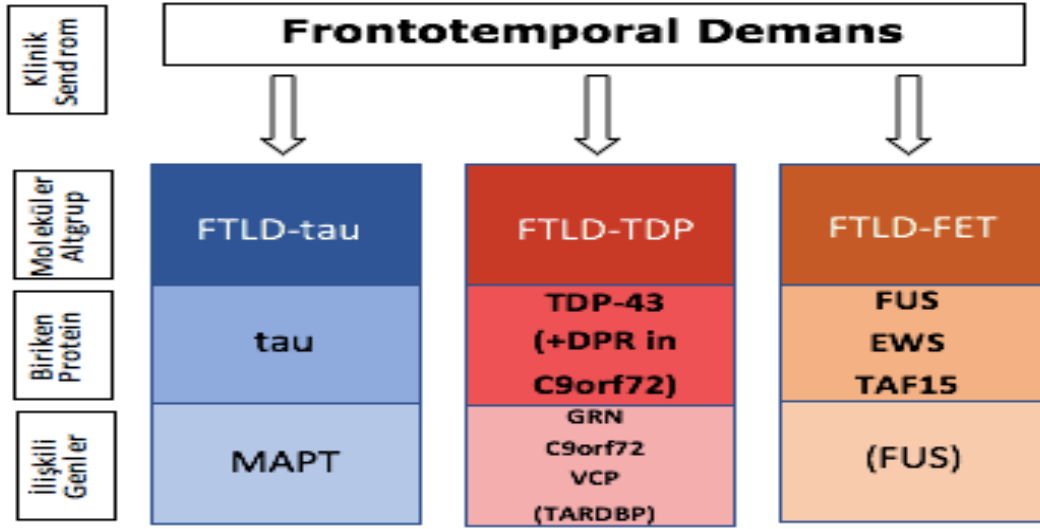 Klinik
Sendrom
Frontotemporal Demans
Moleküler
Altgrup
FTLD-tau
FTLD-TDP
FTLD-FET
Biriken
Protein
tau
TDP-43
(+DPR in
C9orf72)
FUS
EWS
TAF15
İlişkili
Genler
MAPT
GRN
C9orf72
VCP
(TARDBP)
(FUS)